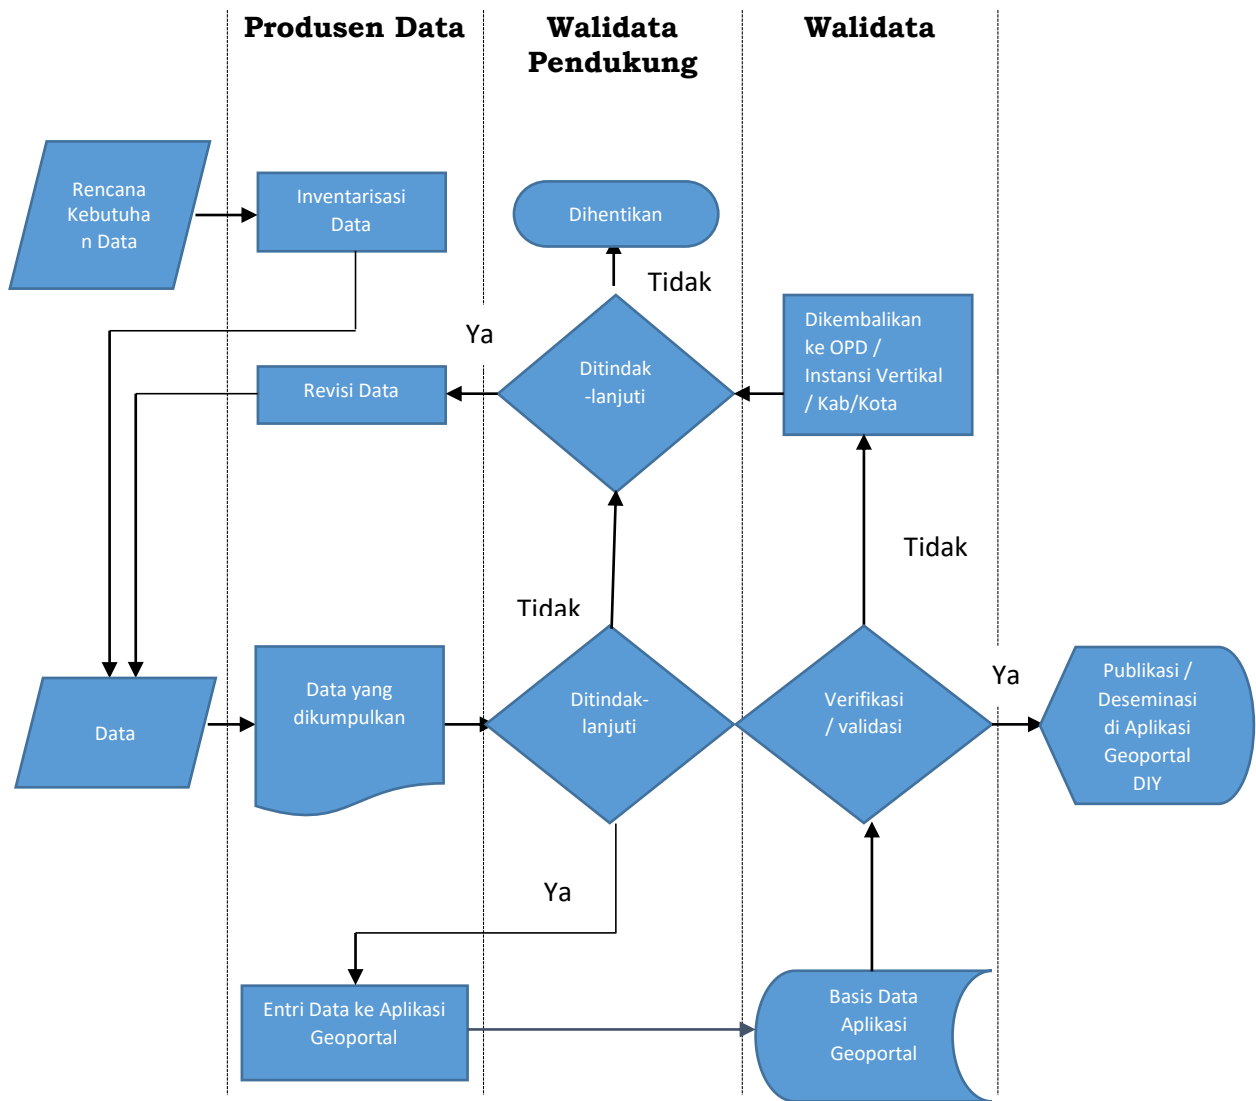 Produsen Data
Walidata
Pendukung
Walidata
Rencana
Kebutuha
n Data
Inventarisasi
Data
Dihentikan
Tidak
Ya
Dikembalikan
ke OPD /
Instansi Vertikal
/ Kab/Kota
Ditindak
-lanjuti
Revisi Data
Tidak
Tidak
Ya
Data
Data yang
dikumpulkan
Ditindak-
lanjuti
Verifikasi
/ validasi
Publikasi /
Deseminasi
di Aplikasi
Geoportal
DIY
Ya
Entri Data ke Aplikasi
Geoportal
Basis Data
Aplikasi
Geoportal